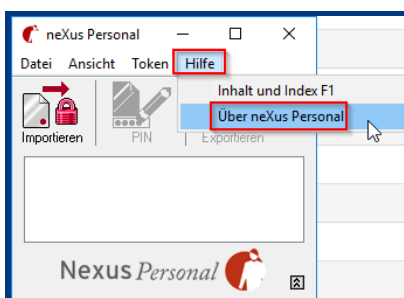 neXus Personal
Datei Ansicht Token Hilfe
Inhalt und Index F1
Über neXus Personal
Importieren PIN Exportieren
Nexus Personal